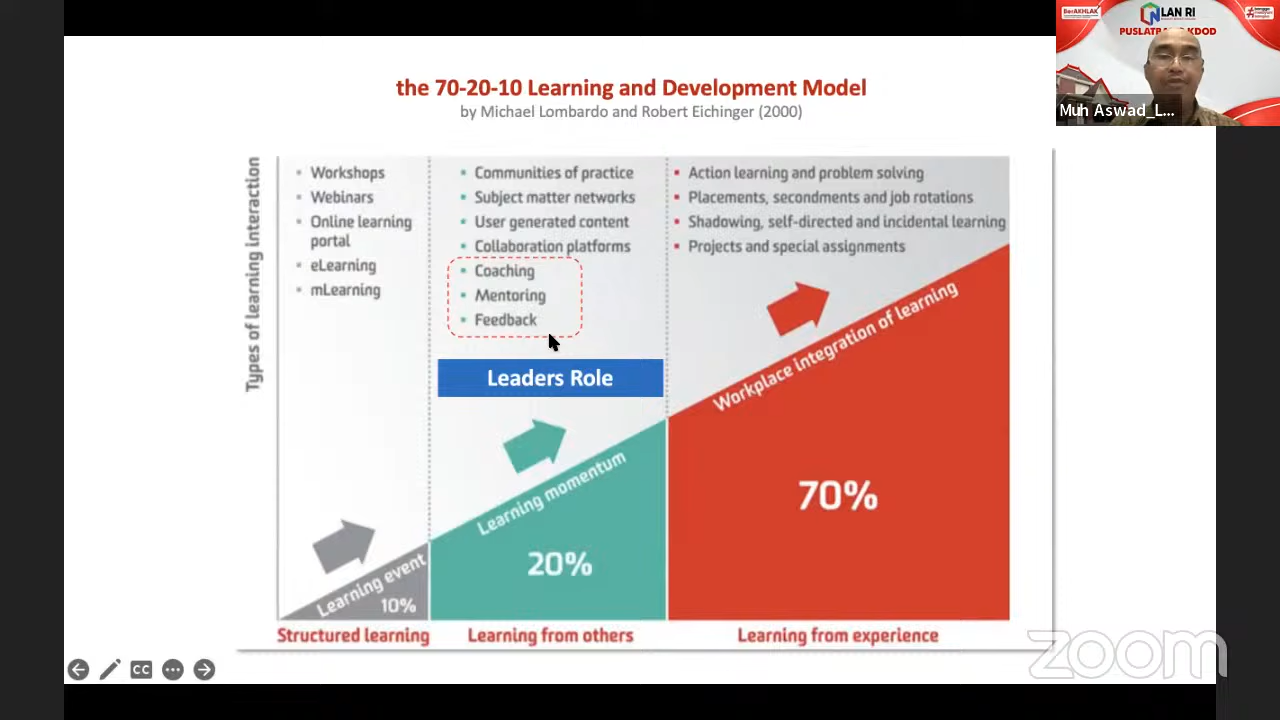 the 70-20-10 Learning and Development Model
by Michael Lombardo and Robert Eichinger (2000)
Types of learning interaction
Workshops
Webinars
Online learning
portal
eLearning
mLearning
Communities of practice
Subject matter networks
User generated content
Collaboration platforms
Coaching
Mentoring
Feedback
Leaders Role
Action learning and problem solving
Placements, secondments and job rotations
Shadowing, self-directed and incidental learning
Projects and special assignments
Learning event
10%
Learning momentum
20%
Workplace integration of learning
70%
Structured learning
Learning from others
Learning from experience
BerAKHLAK
LAN RI
Muh Aswad_L...
CC
zoom